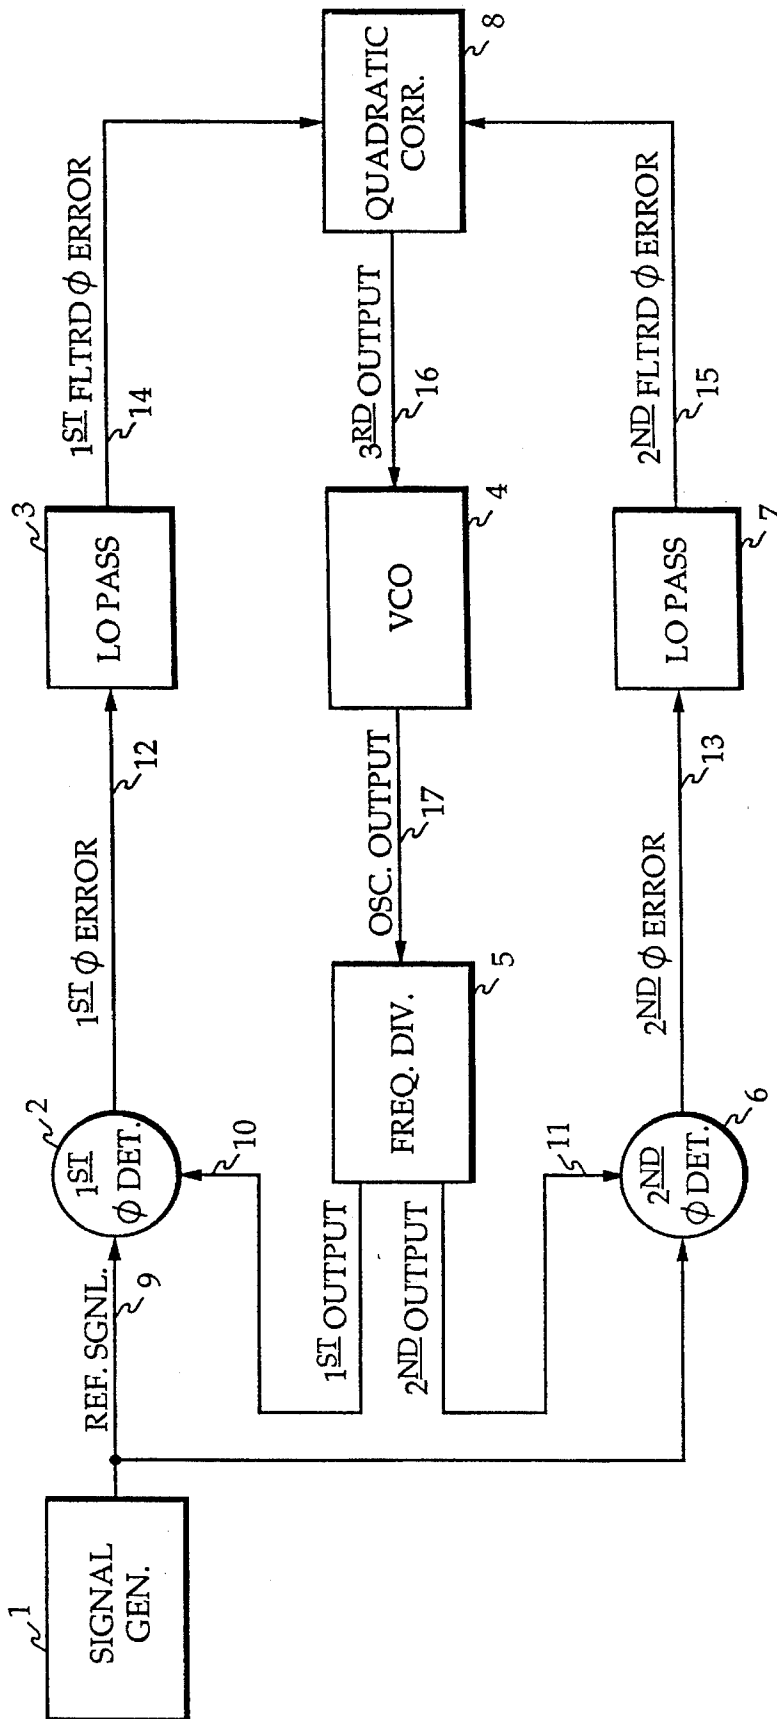 1
SIGNAL
GEN.
REF. SGNL.
9
2
1ST
ϕ DET.
1ST ϕ ERROR
12
3
LO PASS
1ST FLTRD ϕ ERROR
14
10
1ST OUTPUT
2ND OUTPUT
11
FREQ. DIV.
5
OSC. OUTPUT
17
VCO
4
3RD OUTPUT
16
QUADRATIC
CORR.
8
2ND
ϕ DET.
6
2ND ϕ ERROR
13
LO PASS
7
2ND FLTRD ϕ ERROR
15